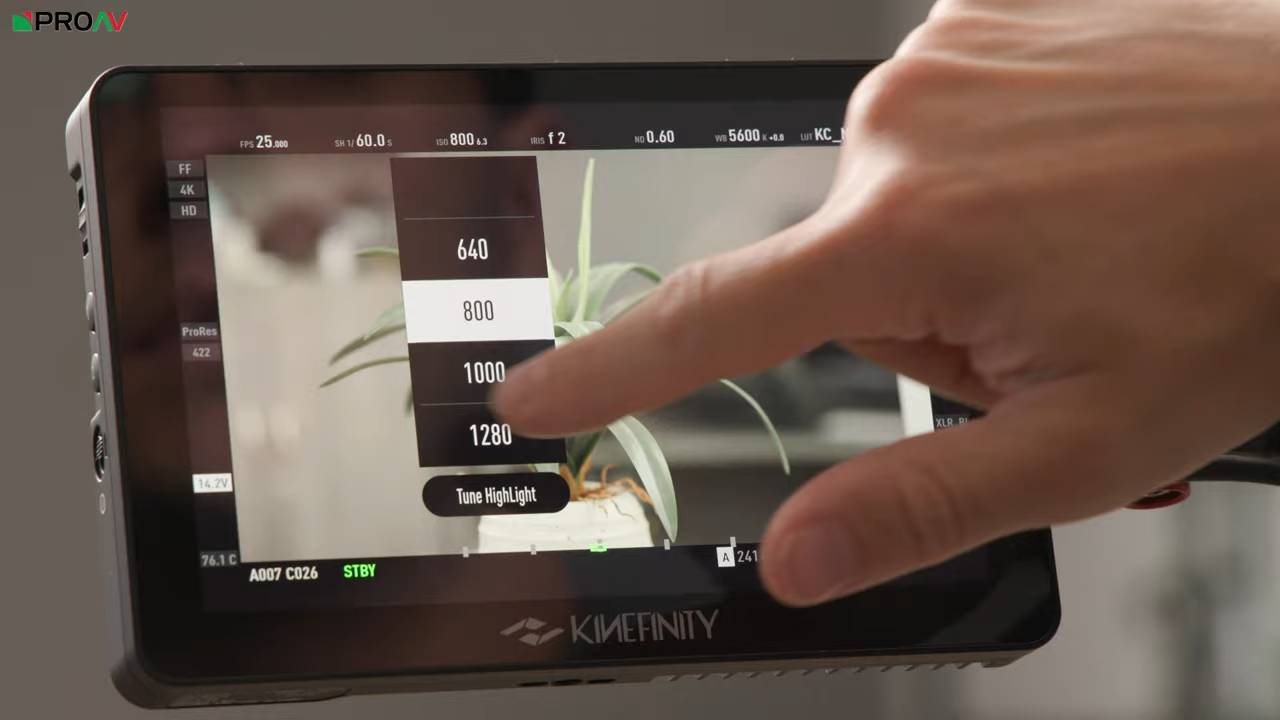 PROAV
FPS 25.000 SH 1/60.0 S ISO 800 6.3 IRIS f 2 ND 0.60 WB 5600 K +0.0 LUT KC_
FF
4K
HD
640
800
1000
1280
Tune HighLight
ProRes
422
14.2V
76.1 C
A007 C026 STBY
A 241
XLR
KINEFINITY